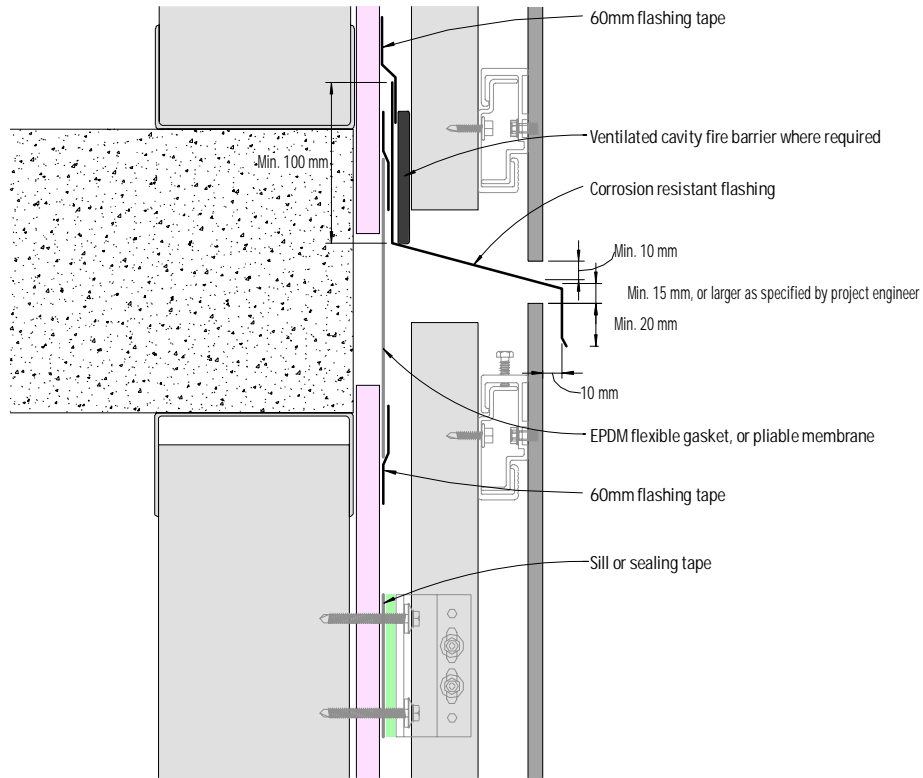 60mm flashing tape
Ventilated cavity fire barrier where required
Min. 100 mm
Corrosion resistant flashing
Min. 10 mm
Min. 15 mm, or larger as specified by project engineer
Min. 20 mm
10 mm
EPDM flexible gasket, or pliable membrane
60mm flashing tape
Sill or sealing tape